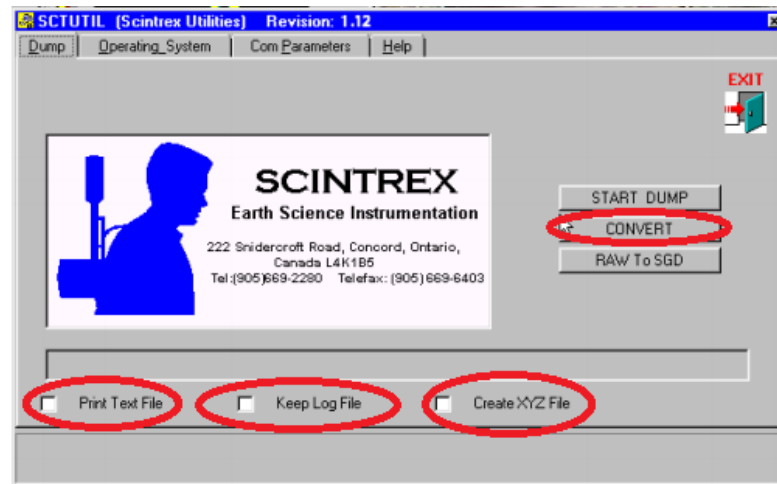 SCTUTIL (Scintrex Utilities) Revision: 1.12
Dump Operating_System Com Parameters Help
EXIT
SCINTREX
Earth Science Instrumentation
222 Snidercroft Road, Concord, Ontario,
Canada L4K1B5
Tel:(905)669-2280 Telefax: (905) 669-6403
START DUMP
CONVERT
RAW To SGD
Print Text File Keep Log File Create XYZ File